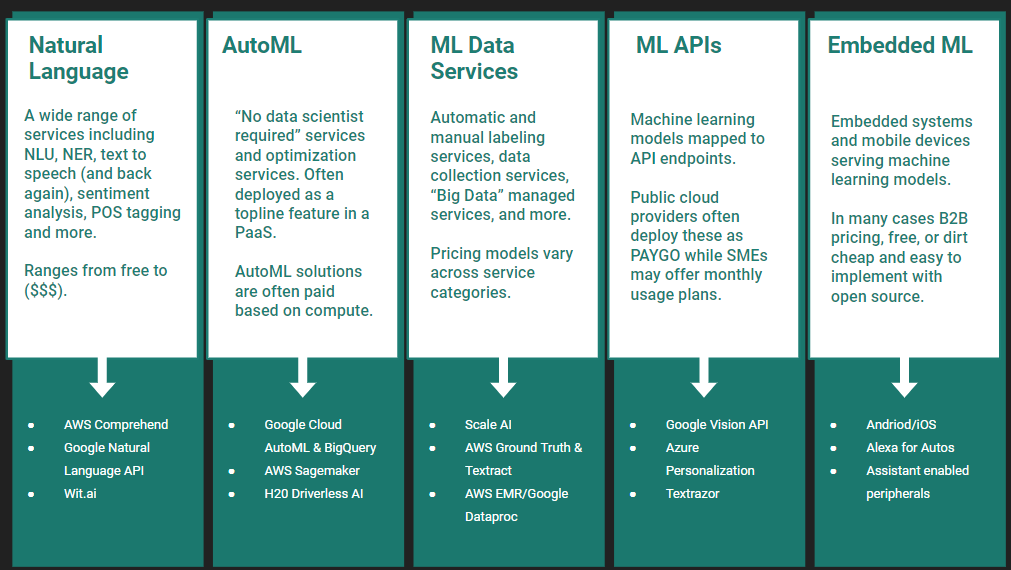 Natural
Language
A wide range of
services including
NLU, NER, text to
speech (and back
again), sentiment
analysis, POS tagging
and more.
Ranges from free to
($$$).
AWS Comprehend
Google Natural
Language API
Wit.ai
AutoML
“No data scientist
required” services
and optimization
services. Often
deployed as a
topline feature in a
PaaS.
AutoML solutions
are often paid
based on compute.
Google Cloud
AutoML & BigQuery
AWS Sagemaker
H20 Driverless AI
ML Data
Services
Automatic and
manual labeling
services, data
collection services,
“Big Data” managed
services, and more.
Pricing models vary
across service
categories.
Scale AI
AWS Ground Truth &
Textract
AWS EMR/Google
Dataproc
ML APIs
Machine learning
models mapped to
API endpoints.
Public cloud
providers often
deploy these as
PAYGO while SMEs
may offer monthly
usage plans.
Google Vision API
Azure
Personalization
Textrazor
Embedded ML
Embedded systems
and mobile devices
serving machine
learning models.
In many cases B2B
pricing, free, or dirt
cheap and easy to
implement with
open source.
Andriod/iOS
Alexa for Autos
Assistant enabled
peripherals